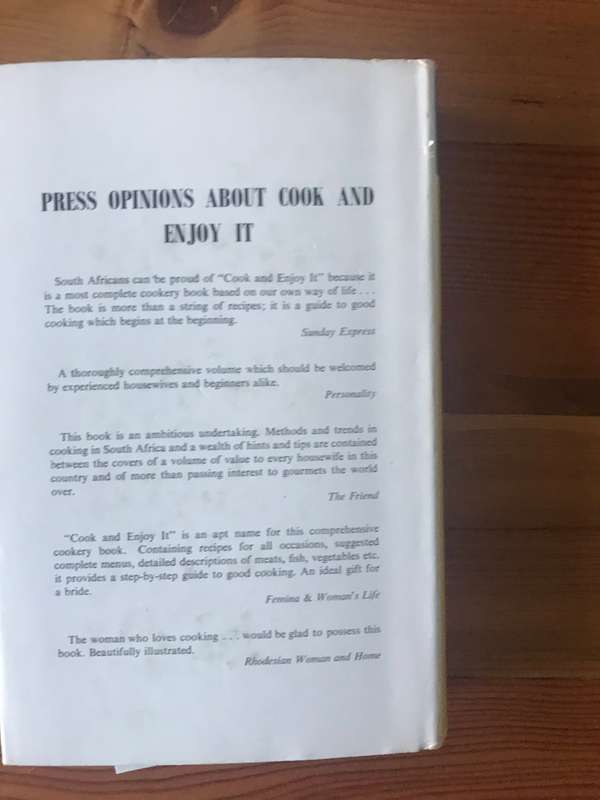 PRESS OPINIONS ABOUT COOK AND
ENJOY IT
South Africans can be proud of "Cook and Enjoy It" because it
is a most complete cookery book based on our own way of life . . .
The book is more than a string of recipes; it is a guide to good
cooking which begins at the beginning.
Sunday Express
A thoroughly comprehensive volume which should be welcomed
by experienced housewives and beginners alike.
Personality
This book is an ambitious undertaking. Methods and trends in
cooking in South Africa and a wealth of hints and tips are contained
between the covers of a volume of value to every housewife in this
country and of more than passing interest to gourmets the world
over.
The Friend
"Cook and Enjoy It" is an apt name for this comprehensive
cookery book. Containing recipes for all occasions, suggested
complete menus, detailed descriptions of meats, fish, vegetables etc.
it provides a step-by-step guide to good cooking. An ideal gift for
a bride.
Femina & Woman's Life
The woman who loves cooking . . . would be glad to possess this
book. Beautifully illustrated.
Rhodesian Woman and Home